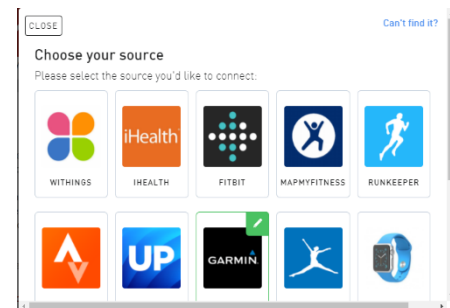 CLOSE
Can't find it?
Choose your source
Please select the source you'd like to connect:
iHealth
WITHINGS
IHEALTH
FITBIT
MAPMYFITNESS
RUNKEEPER
UP
GARMIN